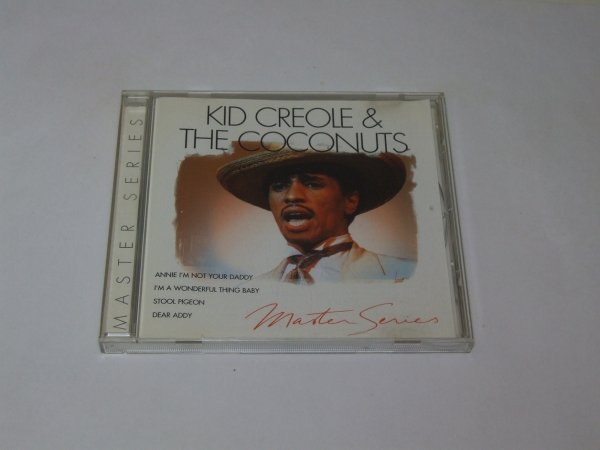 KID CREOLE &
THE COCONUTS
ANNIE I'M NOT YOUR DADDY
I'M A WONDERFUL THING BABY
STOOL PIGEON
DEAR ADDY
Master Series
MASTER SERIES